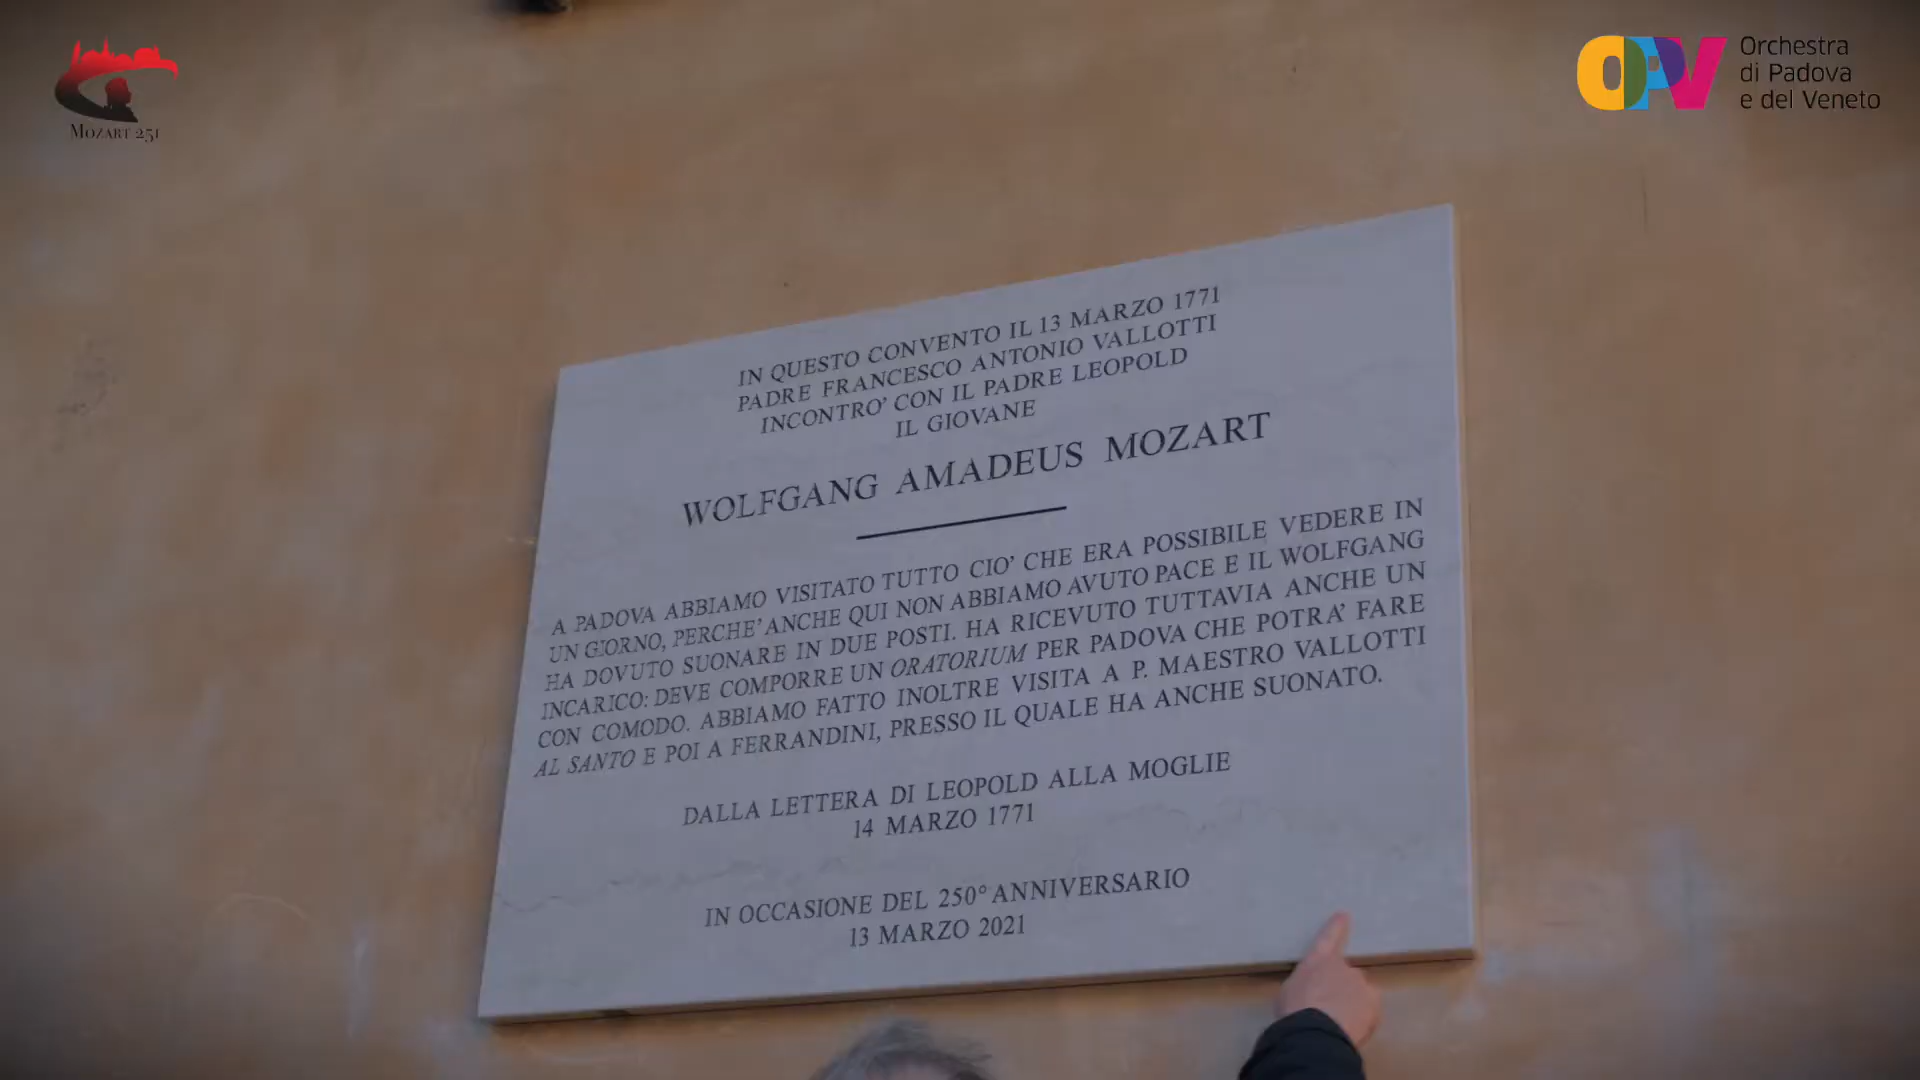 MOZART 251
OPV
Orchestra
di Padova
e del Veneto
IN QUESTO CONVENTO IL 13 MARZO 1771
PADRE FRANCESCO ANTONIO VALLOTTI
INCONTRO' CON IL PADRE LEOPOLD
IL GIOVANE
WOLFGANG AMADEUS MOZART
A PADOVA ABBIAMO VISITATO TUTTO CIO' CHE ERA POSSIBILE VEDERE IN
UN GIORNO, PERCHE' ANCHE QUI NON ABBIAMO AVUTO PACE E IL WOLFGANG
HA DOVUTO SUONARE IN DUE POSTI. HA RICEVUTO TUTTAVIA ANCHE UN
INCARICO: DEVE COMPORRE UN ORATORIUM PER PADOVA CHE POTRA' FARE
CON COMODO. ABBIAMO FATTO INOLTRE VISITA A P. MAESTRO VALLOTTI
AL SANTO E POI A FERRANDINI, PRESSO IL QUALE HA ANCHE SUONATO.
DALLA LETTERA DI LEOPOLD ALLA MOGLIE
14 MARZO 1771
IN OCCASIONE DEL 250° ANNIVERSARIO
13 MARZO 2021